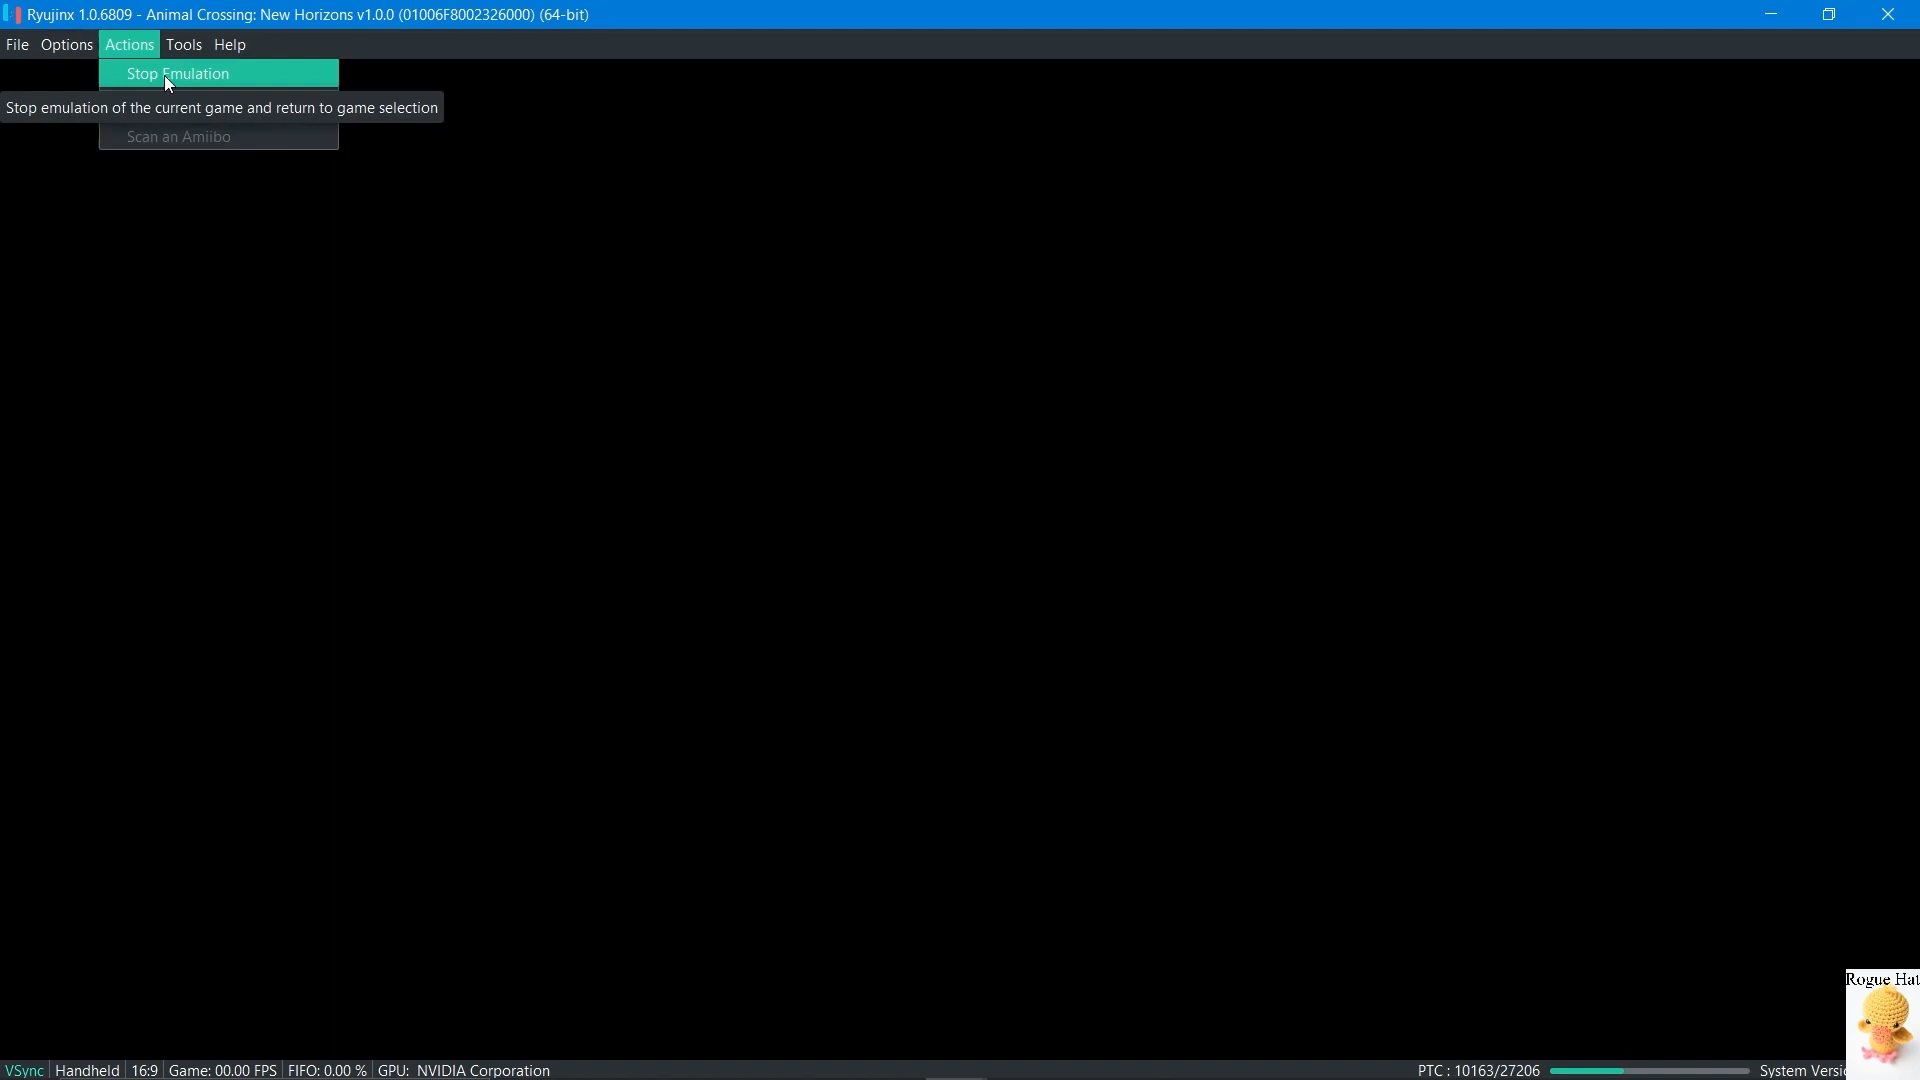 Ryujinx 1.0.6809 - Animal Crossing: New Horizons v1.0.0 (01006F8002326000) (64-bit)
File Options Actions Tools Help
Stop Emulation
Stop emulation of the current game and return to game selection
Scan an Amiibo
Rogue Hat
VSync Handheld 16:9 Game: 00.00 FPS FIFO: 0.00 % GPU: NVIDIA Corporation PTC : 10163/27206 System Versic